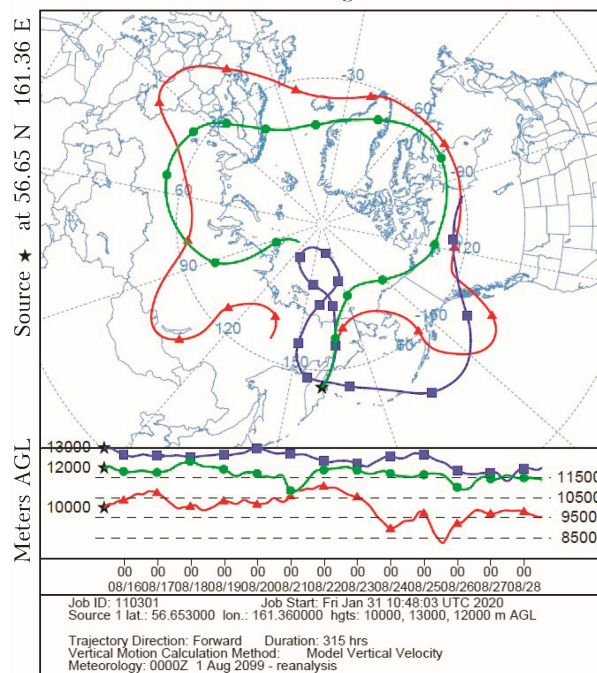 Source ★ at 56.65 N 161.36 E
-30
-60
-90
60
90
-120
120
-150
150
60
Meters AGL
13000
12000
10000
11500
10500
9500
8500
00 00 00 00 00 00 00 00 00 00 00 00 00
08/16 08/17 08/18 08/19 08/20 08/21 08/22 08/23 08/24 08/25 08/26 08/27 08/28
Job ID: 110301 Job Start: Fri Jan 31 10:48:03 UTC 2020
Source 1 lat.: 56.653000 lon.: 161.360000 hgts: 10000, 13000, 12000 m AGL
Trajectory Direction: Forward Duration: 315 hrs
Vertical Motion Calculation Method: Model Vertical Velocity
Meteorology: 0000Z 1 Aug 2099 - reanalysis